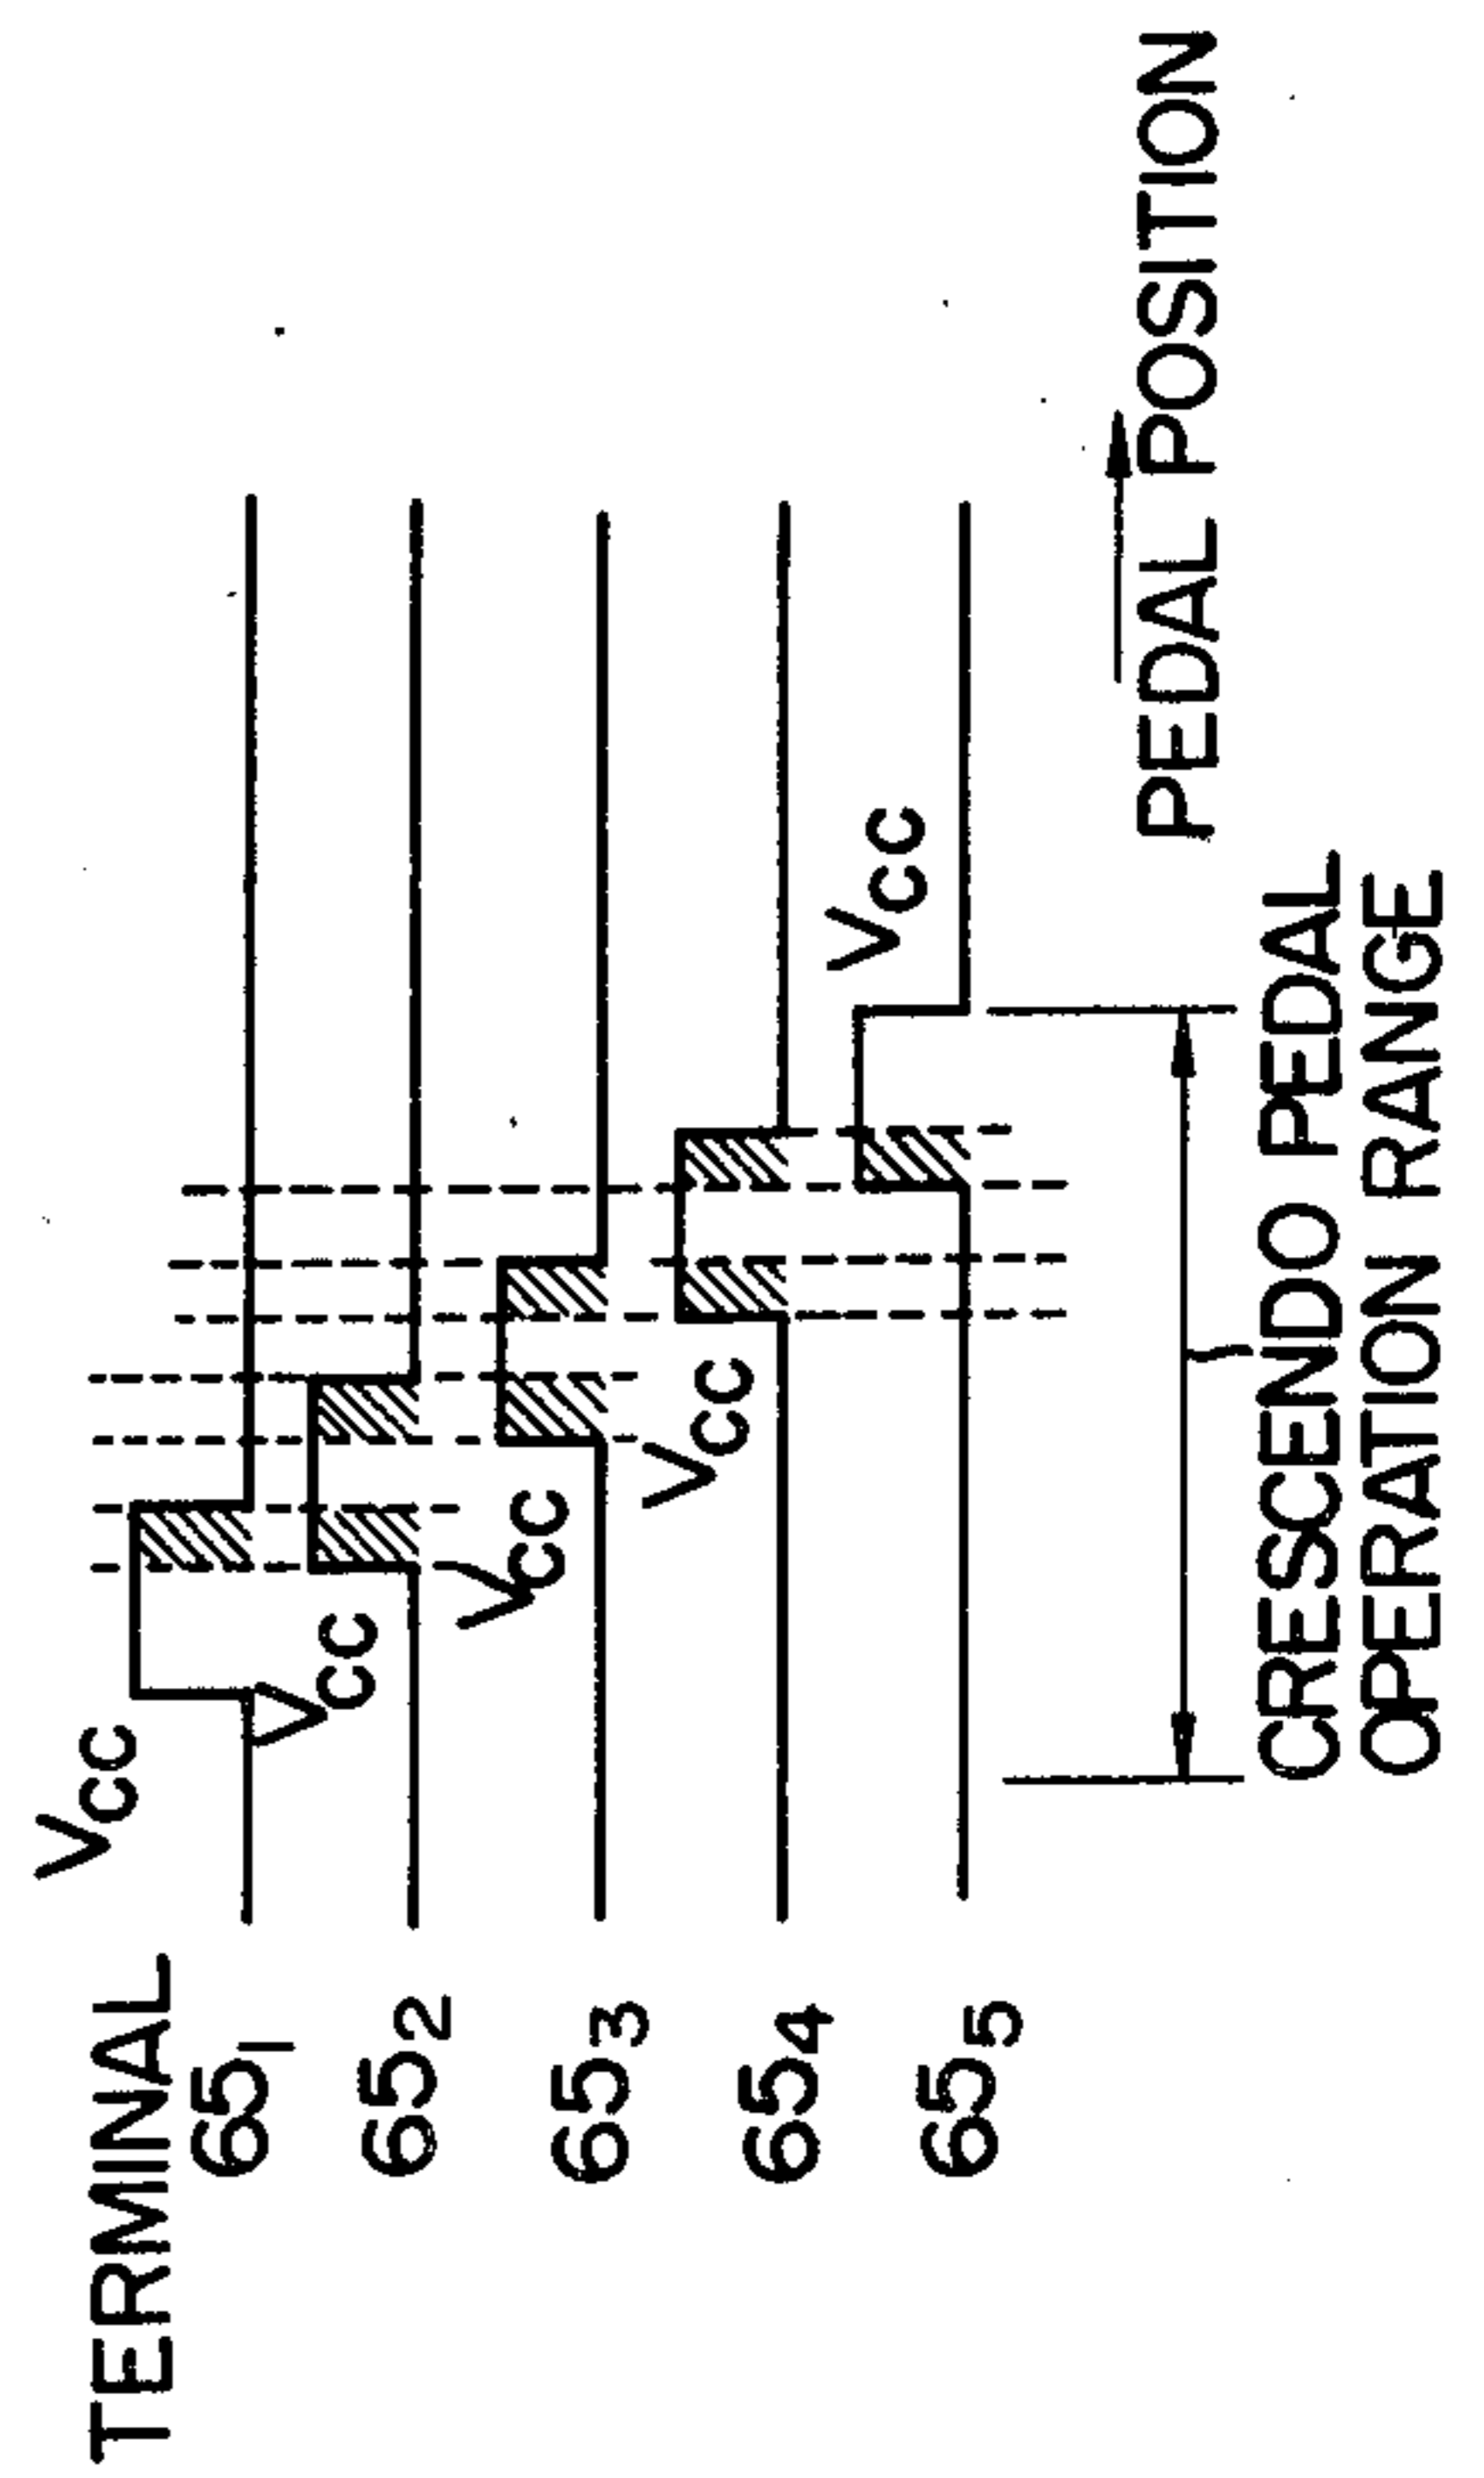 TERMINAL
65₁ Vcc
65₂ Vcc
65₃ Vcc
65₄ Vcc
65₅ Vcc
PEDAL POSITION
CRESCENDO PEDAL
OPERATION RANGE